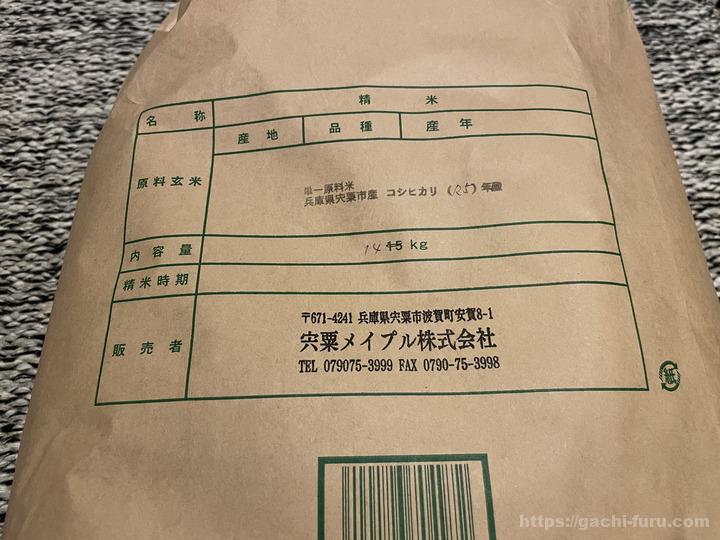 名称 精米
産地 品種 産年
原料玄米
単一原料米
兵庫県宍粟市産 コシヒカリ (R5) 年産
内容量 14 15 kg
精米時期
販売者
〒671-4241 兵庫県宍粟市波賀町安賀8-1
宍粟メイプル株式会社
TEL 079075-3999 FAX 0790-75-3998
紙
https://gachi-furu.com